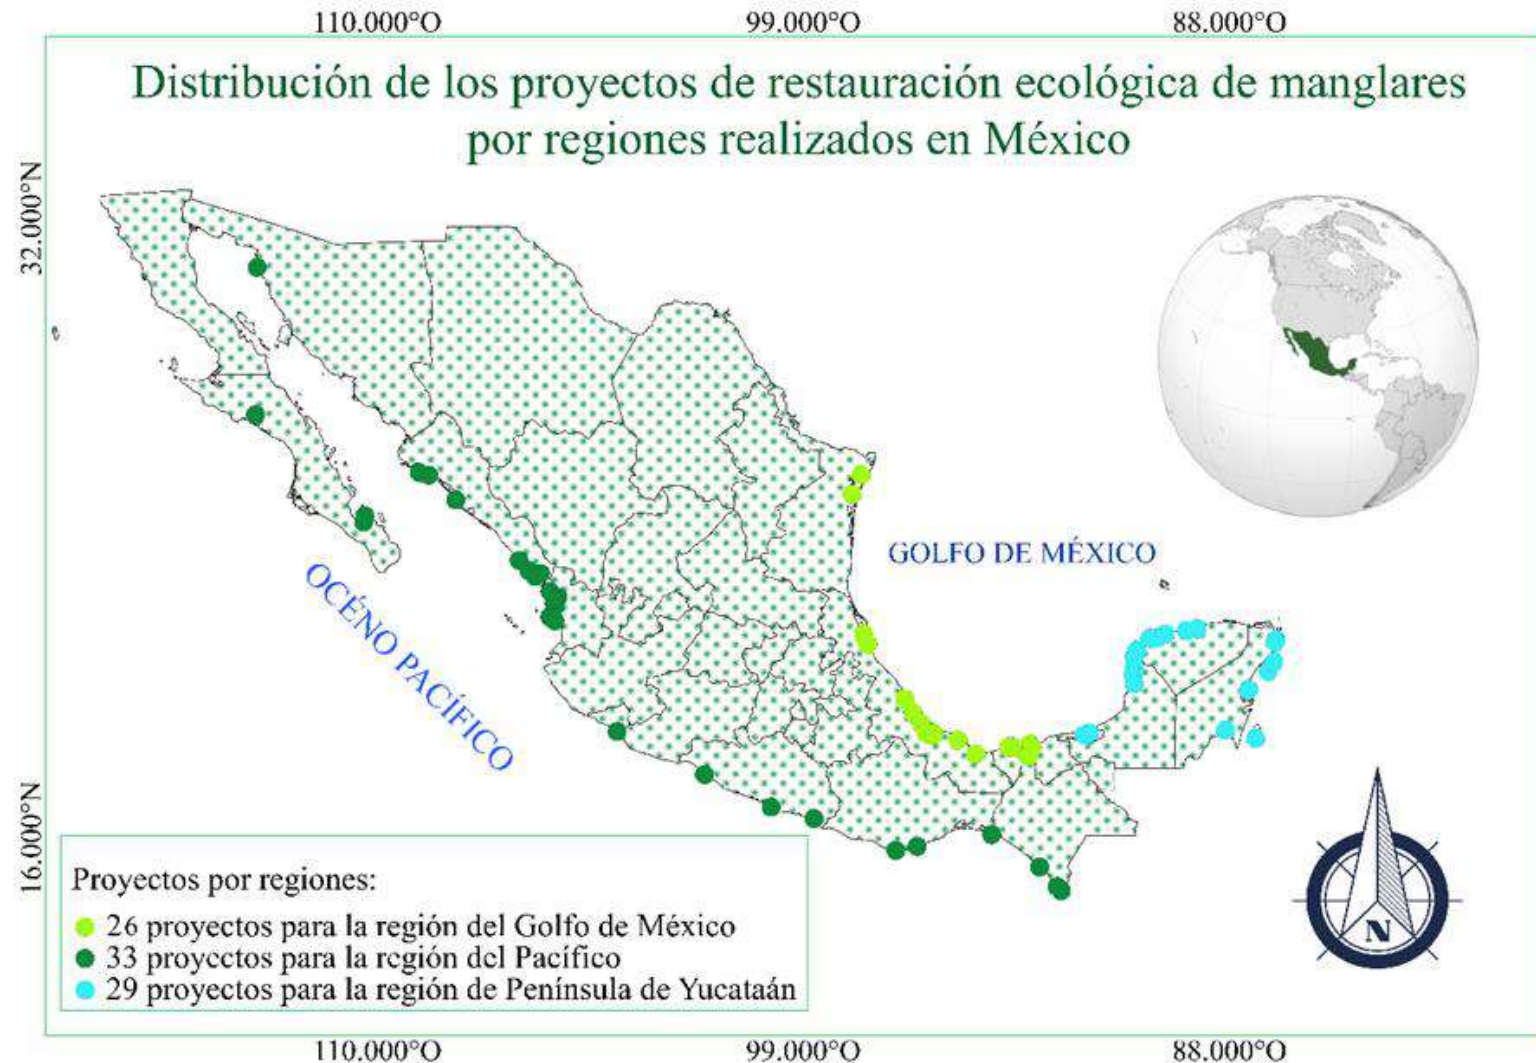 110.000°O 99.000°O 88.000°O
Distribución de los proyectos de restauración ecológica de manglares
por regiones realizados en México
32.000°N
GOLFO DE MÉXICO
OCÉNO PACÍFICO
16.000°N
Proyectos por regiones:
26 proyectos para la región del Golfo de México
33 proyectos para la región del Pacífico
29 proyectos para la región de Península de Yucataán
N
110.000°O 99.000°O 88.000°O